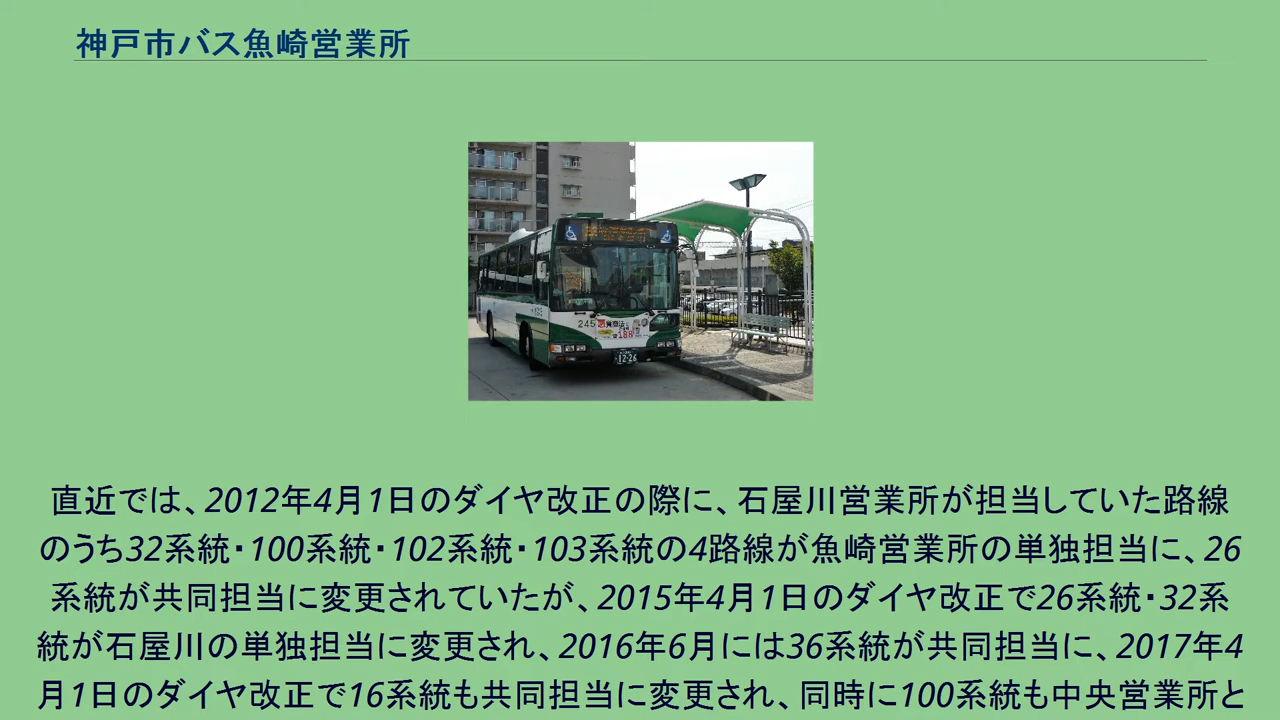 神戸市バス魚崎営業所
245
188
12-26
直近では、2012年4月1日のダイヤ改正の際に、石屋川営業所が担当していた路線
のうち32系統・100系統・102系統・103系統の4路線が魚崎営業所の単独担当に、26
系統が共同担当に変更されていたが、2015年4月1日のダイヤ改正で26系統・32系
統が石屋川の単独担当に変更され、2016年6月には36系統が共同担当に、2017年4
月1日のダイヤ改正で16系統も共同担当に変更され、同時に100系統も中央営業所と